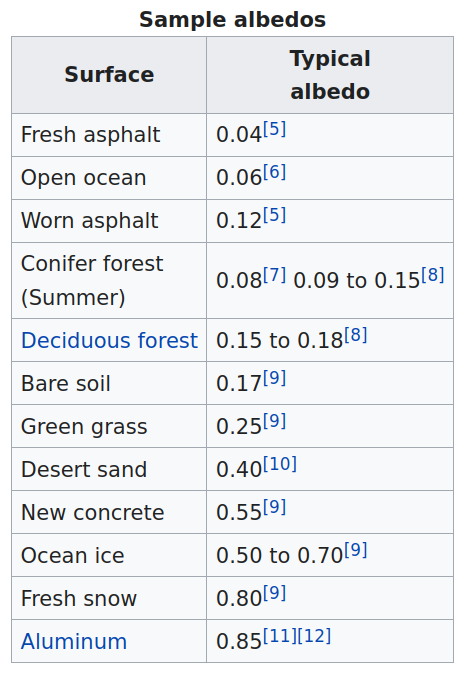 Sample albedos
Surface Typical
albedo
Fresh asphalt 0.04[5]
Open ocean 0.06[6]
Worn asphalt 0.12[5]
Conifer forest
(Summer) 0.08[7] 0.09 to 0.15[8]
Deciduous forest 0.15 to 0.18[8]
Bare soil 0.17[9]
Green grass 0.25[9]
Desert sand 0.40[10]
New concrete 0.55[9]
Ocean ice 0.50 to 0.70[9]
Fresh snow 0.80[9]
Aluminum 0.85[11][12]